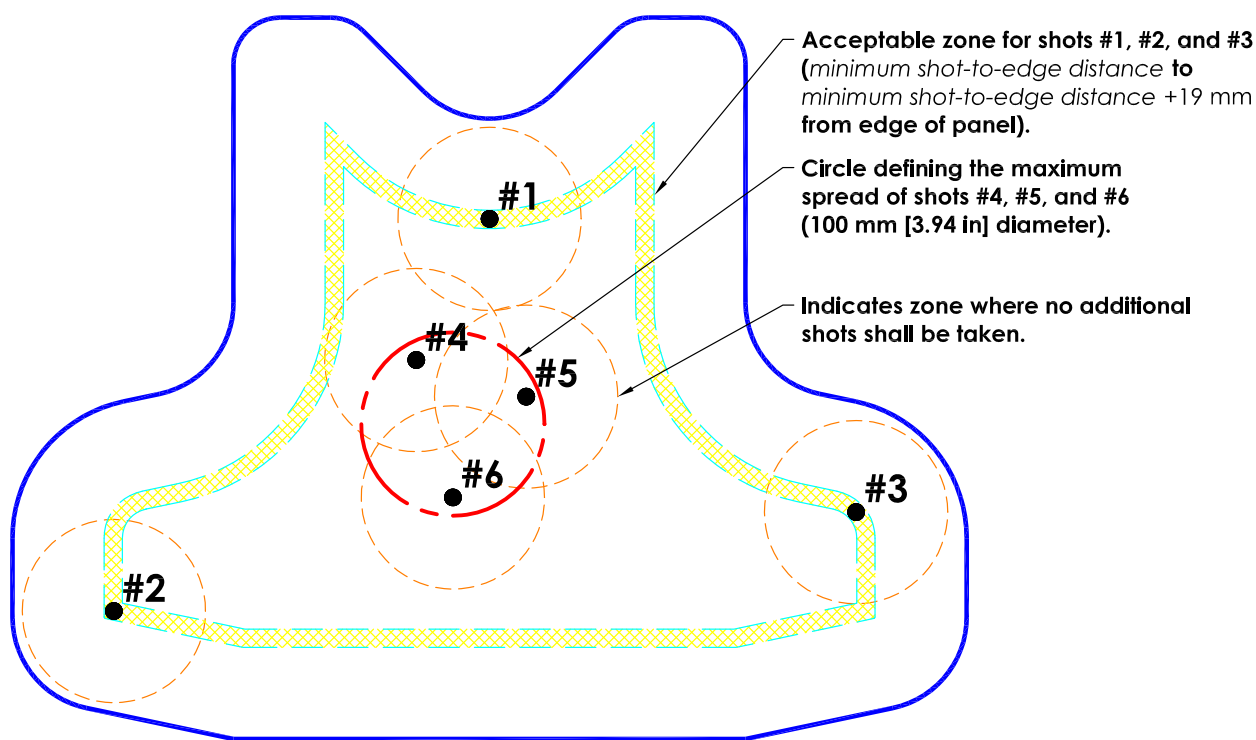 Acceptable zone for shots #1, #2, and #3
(minimum shot-to-edge distance to
minimum shot-to-edge distance +19 mm
from edge of panel).
Circle defining the maximum
spread of shots #4, #5, and #6
(100 mm [3.94 in] diameter).
Indicates zone where no additional
shots shall be taken.
#1
#4
#5
#6
#3
#2